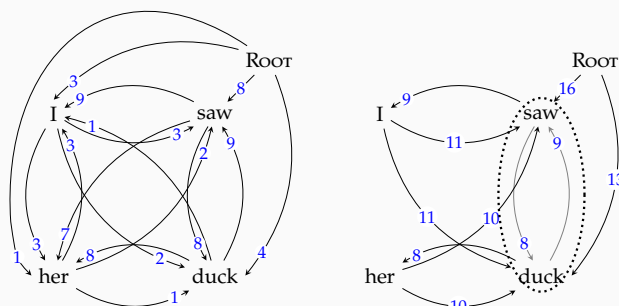 ROOT ROOT
3 8 16
9 9
I saw I saw
1 3 11 9
3 2 9
13
7 11 10
3 8 8 8
1 2 4
her duck her duck
1 10